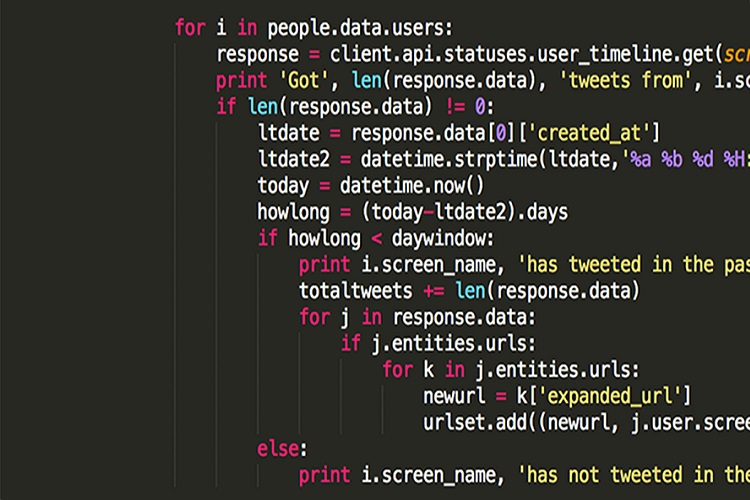 for i in people.data.users:
response = client.api.statuses.user_timeline.get(scr
print 'Got', len(response.data), 'tweets from', i.sc
if len(response.data) != 0:
ltdate = response.data[0]['created_at']
ltdate2 = datetime.strptime(ltdate,'%a %b %d %H:
today = datetime.now()
howlong = (today-ltdate2).days
if howlong < daywindow:
print i.screen_name, 'has tweeted in the pas
totaltweets += len(response.data)
for j in response.data:
if j.entities.urls:
for k in j.entities.urls:
newurl = k['expanded_url']
urlset.add((newurl, j.user.scree
else:
print i.screen_name, 'has not tweeted in the